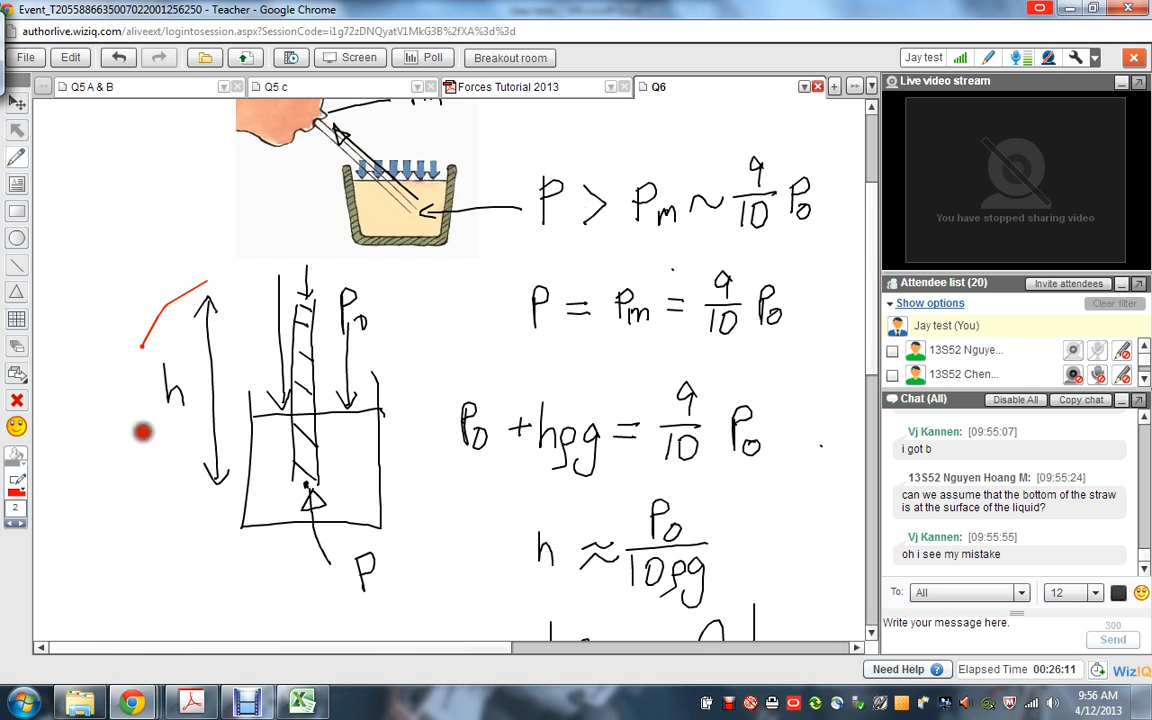 Event_T2055886635007022001256250 - Teacher - Google Chrome
authorlive.wiziq.com/aliveext/logintosession.aspx?SessionCode=i1g72zDNQyatV1MkG3B%2fXA%3d%3d
File Edit Screen Poll Breakout room Jay test
Q5 A & B Q5 c Forces Tutorial 2013 Q6
P > Pm ~ 9/10 P0
P = Pm = 9/10 P0
P0
h
P0 + hρg = 9/10 P0
h ≈ P0/10ρg
P
2
Live video stream
You have stopped sharing video
Attendee list (20) Invite attendees
Show options Clear filter
Jay test (You)
13S52 Nguye...
13S52 Chen...
Chat (All) Disable All Copy chat
Vj Kannen: [09:55:07]
i got b
13S52 Nguyen Hoang M: [09:55:24]
can we assume that the bottom of the straw
is at the surface of the liquid?
Vj Kannen: [09:55:55]
oh i see my mistake
To: All 12
Write your message here. 300
Send
Need Help ? Elapsed Time 00:26:11 WizIQ
9:56 AM
4/12/2013